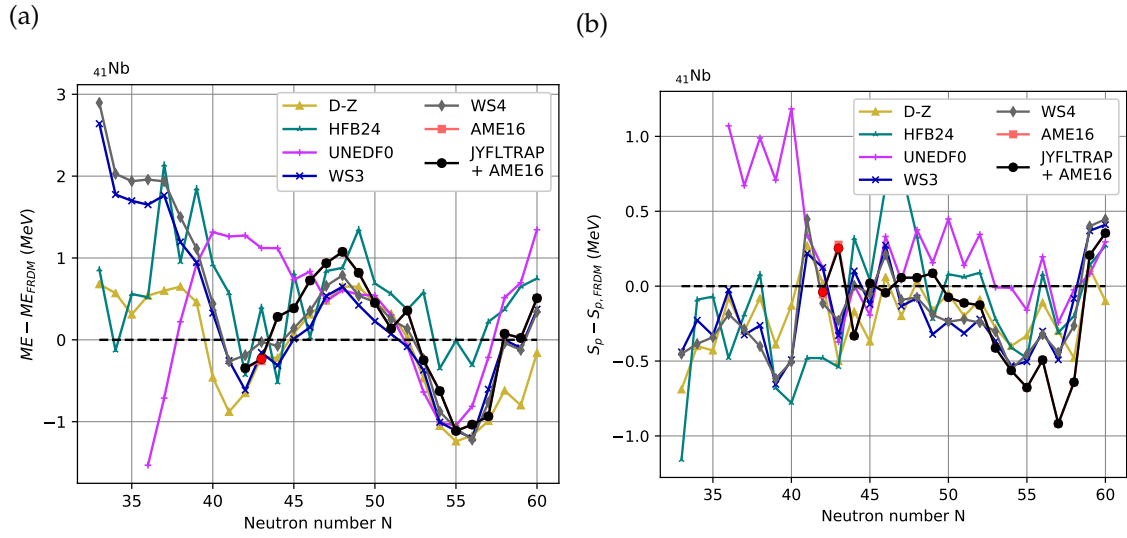 (a)
₄₁Nb
D-Z
HFB24
UNEDF0
WS3
WS4
AME16
JYFLTRAP
+ AME16
ME − ME_FRDM (MeV)
3
2
1
0
−1
35 40 45 50 55 60
Neutron number N
(b)
₄₁Nb
D-Z
HFB24
UNEDF0
WS3
WS4
AME16
JYFLTRAP
+ AME16
S_p − S_p,FRDM (MeV)
1.0
0.5
0.0
−0.5
−1.0
35 40 45 50 55 60
Neutron number N